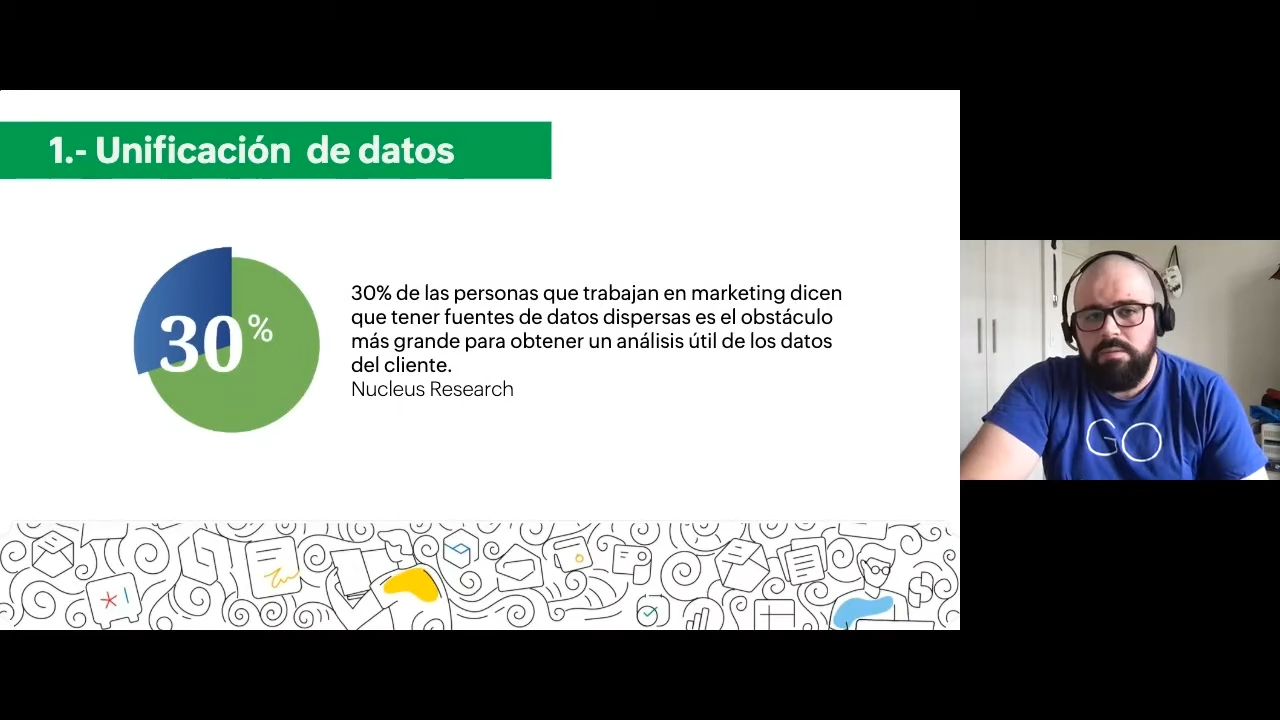 1.- Unificación de datos
30%
30% de las personas que trabajan en marketing dicen
que tener fuentes de datos dispersas es el obstáculo
más grande para obtener un análisis útil de los datos
del cliente.
Nucleus Research
GO